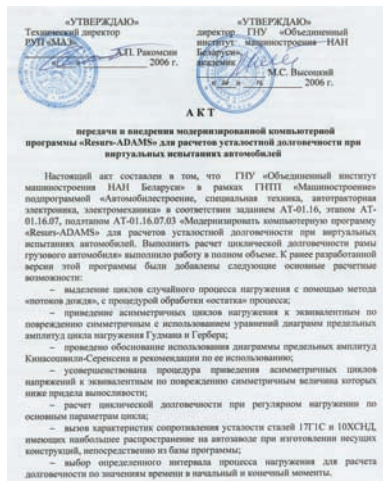 «УТВЕРЖДАЮ»
Технический директор
РУП «МАЗ»
А.П. Ракомсин
2006 г.
«УТВЕРЖДАЮ»
директор ГНУ «Объединенный
институт машиностроения НАН
Беларуси»,
академик
М.С. Высоцкий
2006 г.
А К Т
передачи и внедрения модернизированной компьютерной
программы «Resurs-ADAMS» для расчетов усталостной долговечности при
виртуальных испытаниях автомобилей
Настоящий акт составлен в том, что ГНУ «Объединенный институт
машиностроения НАН Беларуси» в рамках ГНТП «Машиностроение»
подпрограммой «Автомобилестроение, специальная техника, автотракторная
электроника, электромеханика» в соответствии заданием АТ-01.16, этапом АТ-
01.16.07, подэтапом АТ-01.16.07.03 «Модернизировать компьютерную программу
«Resurs-ADAMS» для расчетов усталостной долговечности при виртуальных
испытаниях автомобилей. Выполнить расчет циклической долговечности рамы
грузового автомобиля» выполнило работу в полном объеме. К ранее разработанной
версии этой программы были добавлены следующие основные расчетные
возможности:
– выделение циклов случайного процесса нагружения с помощью метода
«потоков дождя», с процедурой обработки «остатка» процесса;
– приведение асимметричных циклов нагружения к эквивалентным по
повреждению симметричным с использованием уравнений диаграмм предельных
амплитуд цикла нагружения Гудмана и Гербера;
– проведено обоснование использования диаграммы предельных амплитуд
Кинасошвили-Серенсена и рекомендации по ее использованию;
– усовершенствована процедура приведения асимметричных циклов
напряжений к эквивалентным по повреждению симметричным величина которых
ниже придела выносливости;
– расчет циклической долговечности при регулярном нагружении по
основным параметрам цикла;
– вызов характеристик сопротивления усталости сталей 17Г1С и 10ХСНД,
имеющих наибольшее распространение на автозаводе при изготовлении несущих
конструкций, непосредственно из базы программы;
– выбор определенного интервала процесса нагружения для расчета
долговечности по значениям времени в начальный и конечный моменты.